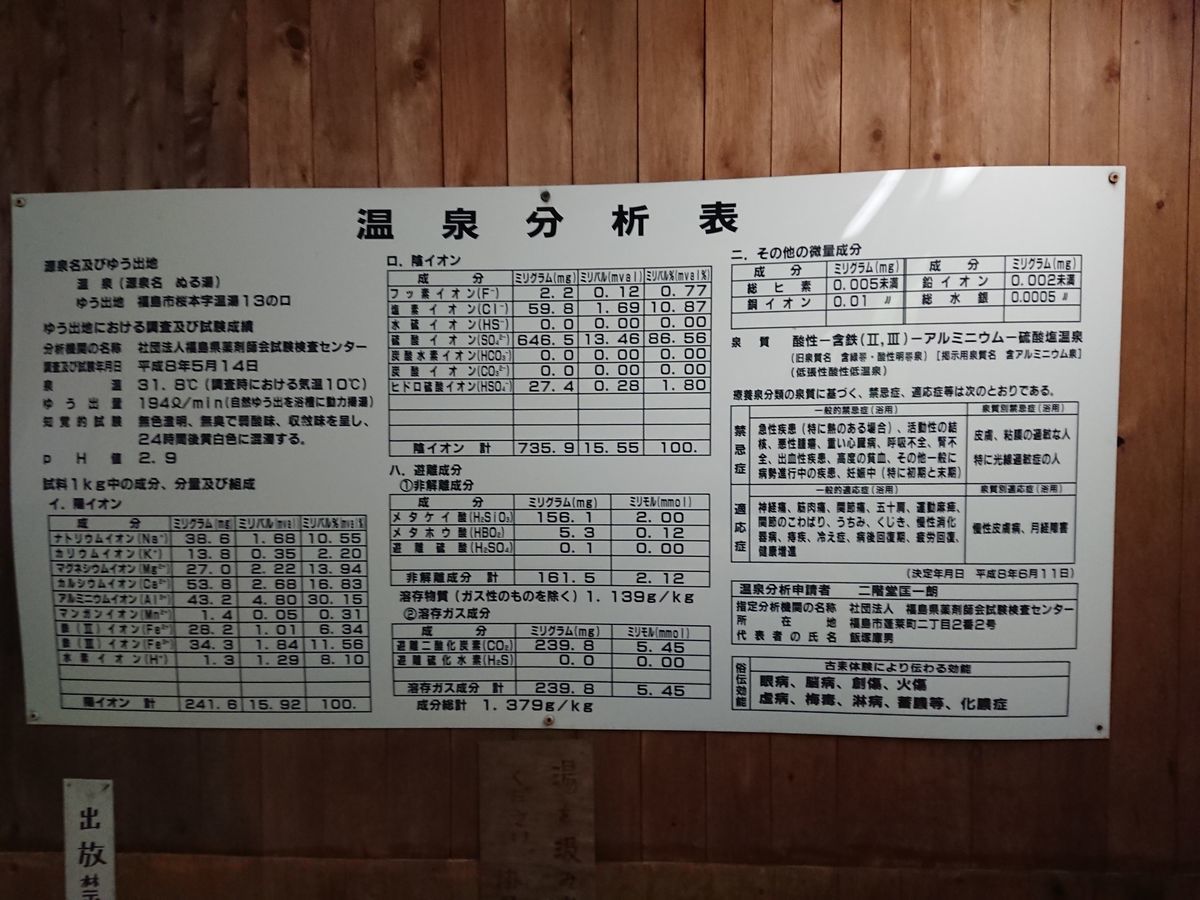 温泉分析表
源泉名及びゆう出地
温泉(源泉名 ぬる湯)
ゆう出地 福島市桜本字温湯13の口
ゆう出地における調査及び試験成績
分析機関の名称 社団法人福島県薬剤師会試験検査センター
調査及び試験年月日 平成8年5月14日
泉温 31.8℃(調査時における気温10℃)
ゆう出量 194ℓ/min(自然ゆう出を浴槽に動力揚湯)
知覚的試験 無色澄明、無臭で弱酸味、収斂味を呈し、
24時間後黄白色に混濁する。
pH値 2.9
試料1kg中の成分、分量及び組成
イ.陽イオン
成分 ミリグラム(mg) ミリバル(mval) ミリバル%(mval%)
ナトリウムイオン(Na⁺) 38.6 1.68 10.55
カリウムイオン(K⁺) 13.8 0.35 2.20
マグネシウムイオン(Mg²⁺) 27.0 2.22 13.94
カルシウムイオン(Ca²⁺) 53.8 2.68 16.83
アルミニウムイオン(Al³⁺) 43.2 4.80 30.15
マンガンイオン(Mn²⁺) 1.4 0.05 0.31
鉄(Ⅱ)イオン(Fe²⁺) 28.2 1.01 6.34
鉄(Ⅲ)イオン(Fe³⁺) 34.3 1.84 11.56
水素イオン(H⁺) 1.3 1.29 8.10
陽イオン計 241.6 15.92 100.
ロ.陰イオン
成分 ミリグラム(mg) ミリバル(mval) ミリバル%(mval%)
フッ素イオン(F⁻) 2.2 0.12 0.77
塩素イオン(Cl⁻) 59.8 1.69 10.87
水硫イオン(HS⁻) 0.0 0.00 0.00
硫酸イオン(SO₄²⁻) 646.5 13.46 86.56
炭酸水素イオン(HCO₃⁻) 0.0 0.00 0.00
炭酸イオン(CO₃²⁻) 0.0 0.00 0.00
ヒドロ硫酸イオン(HSO₄⁻) 27.4 0.28 1.80
陰イオン計 735.9 15.55 100.
ハ.遊離成分
①非解離成分
成分 ミリグラム(mg) ミリモル(mmol)
メタケイ酸(H₂SiO₃) 156.1 2.00
メタホウ酸(HBO₂) 5.3 0.12
遊離硫酸(H₂SO₄) 0.1 0.00
非解離成分計 161.5 2.12
溶存物質(ガス性のものを除く) 1.139g/kg
②溶存ガス成分
成分 ミリグラム(mg) ミリモル(mmol)
遊離二酸化炭素(CO₂) 239.8 5.45
遊離硫化水素(H₂S) 0.0 0.00
溶存ガス成分計 239.8 5.45
成分総計 1.379g/kg
二.その他の微量成分
成分 ミリグラム(mg) 成分 ミリグラム(mg)
総ヒ素 0.005未満 鉛イオン 0.002未満
銅イオン 0.01 〃 総水銀 0.0005〃
泉質 酸性-含鉄(Ⅱ,Ⅲ)-アルミニウム-硫酸塩温泉
(旧泉質名 含緑礬・酸性明礬泉) [掲示用泉質名 含アルミニウム泉]
(低張性酸性低温泉)
療養泉分類の泉質に基づく、禁忌症、適応症等は次のとおりである。
禁忌症
一般的禁忌症(浴用)
急性疾患(特に熱のある場合)、活動性の結
核、悪性腫瘍、重い心臓病、呼吸不全、腎不
全、出血性疾患、高度の貧血、その他一般に
病勢進行中の疾患、妊娠中(特に初期と末期)
泉質別禁忌症(浴用)
皮膚、粘膜の過敏な人
特に光線過敏症の人
適応症
一般的適応症(浴用)
神経痛、筋肉痛、関節痛、五十肩、運動麻痺、
関節のこわばり、うちみ、くじき、慢性消化
器病、痔疾、冷え症、病後回復期、疲労回復、
健康増進
泉質別適応症(浴用)
慢性皮膚病、月経障害
(決定年月日 平成8年6月11日)
温泉分析申請者 二階堂匡一朗
指定分析機関の名称 社団法人 福島県薬剤師会試験検査センター
所在地 福島市蓬莱町二丁目2番2号
代表者の氏名 飯塚庫男
俗伝効能
古来体験により伝わる効能
眼病、脳病、創傷、火傷
虚病、梅毒、淋病、蓄膿等、化膿症
出放禁
湯を汲